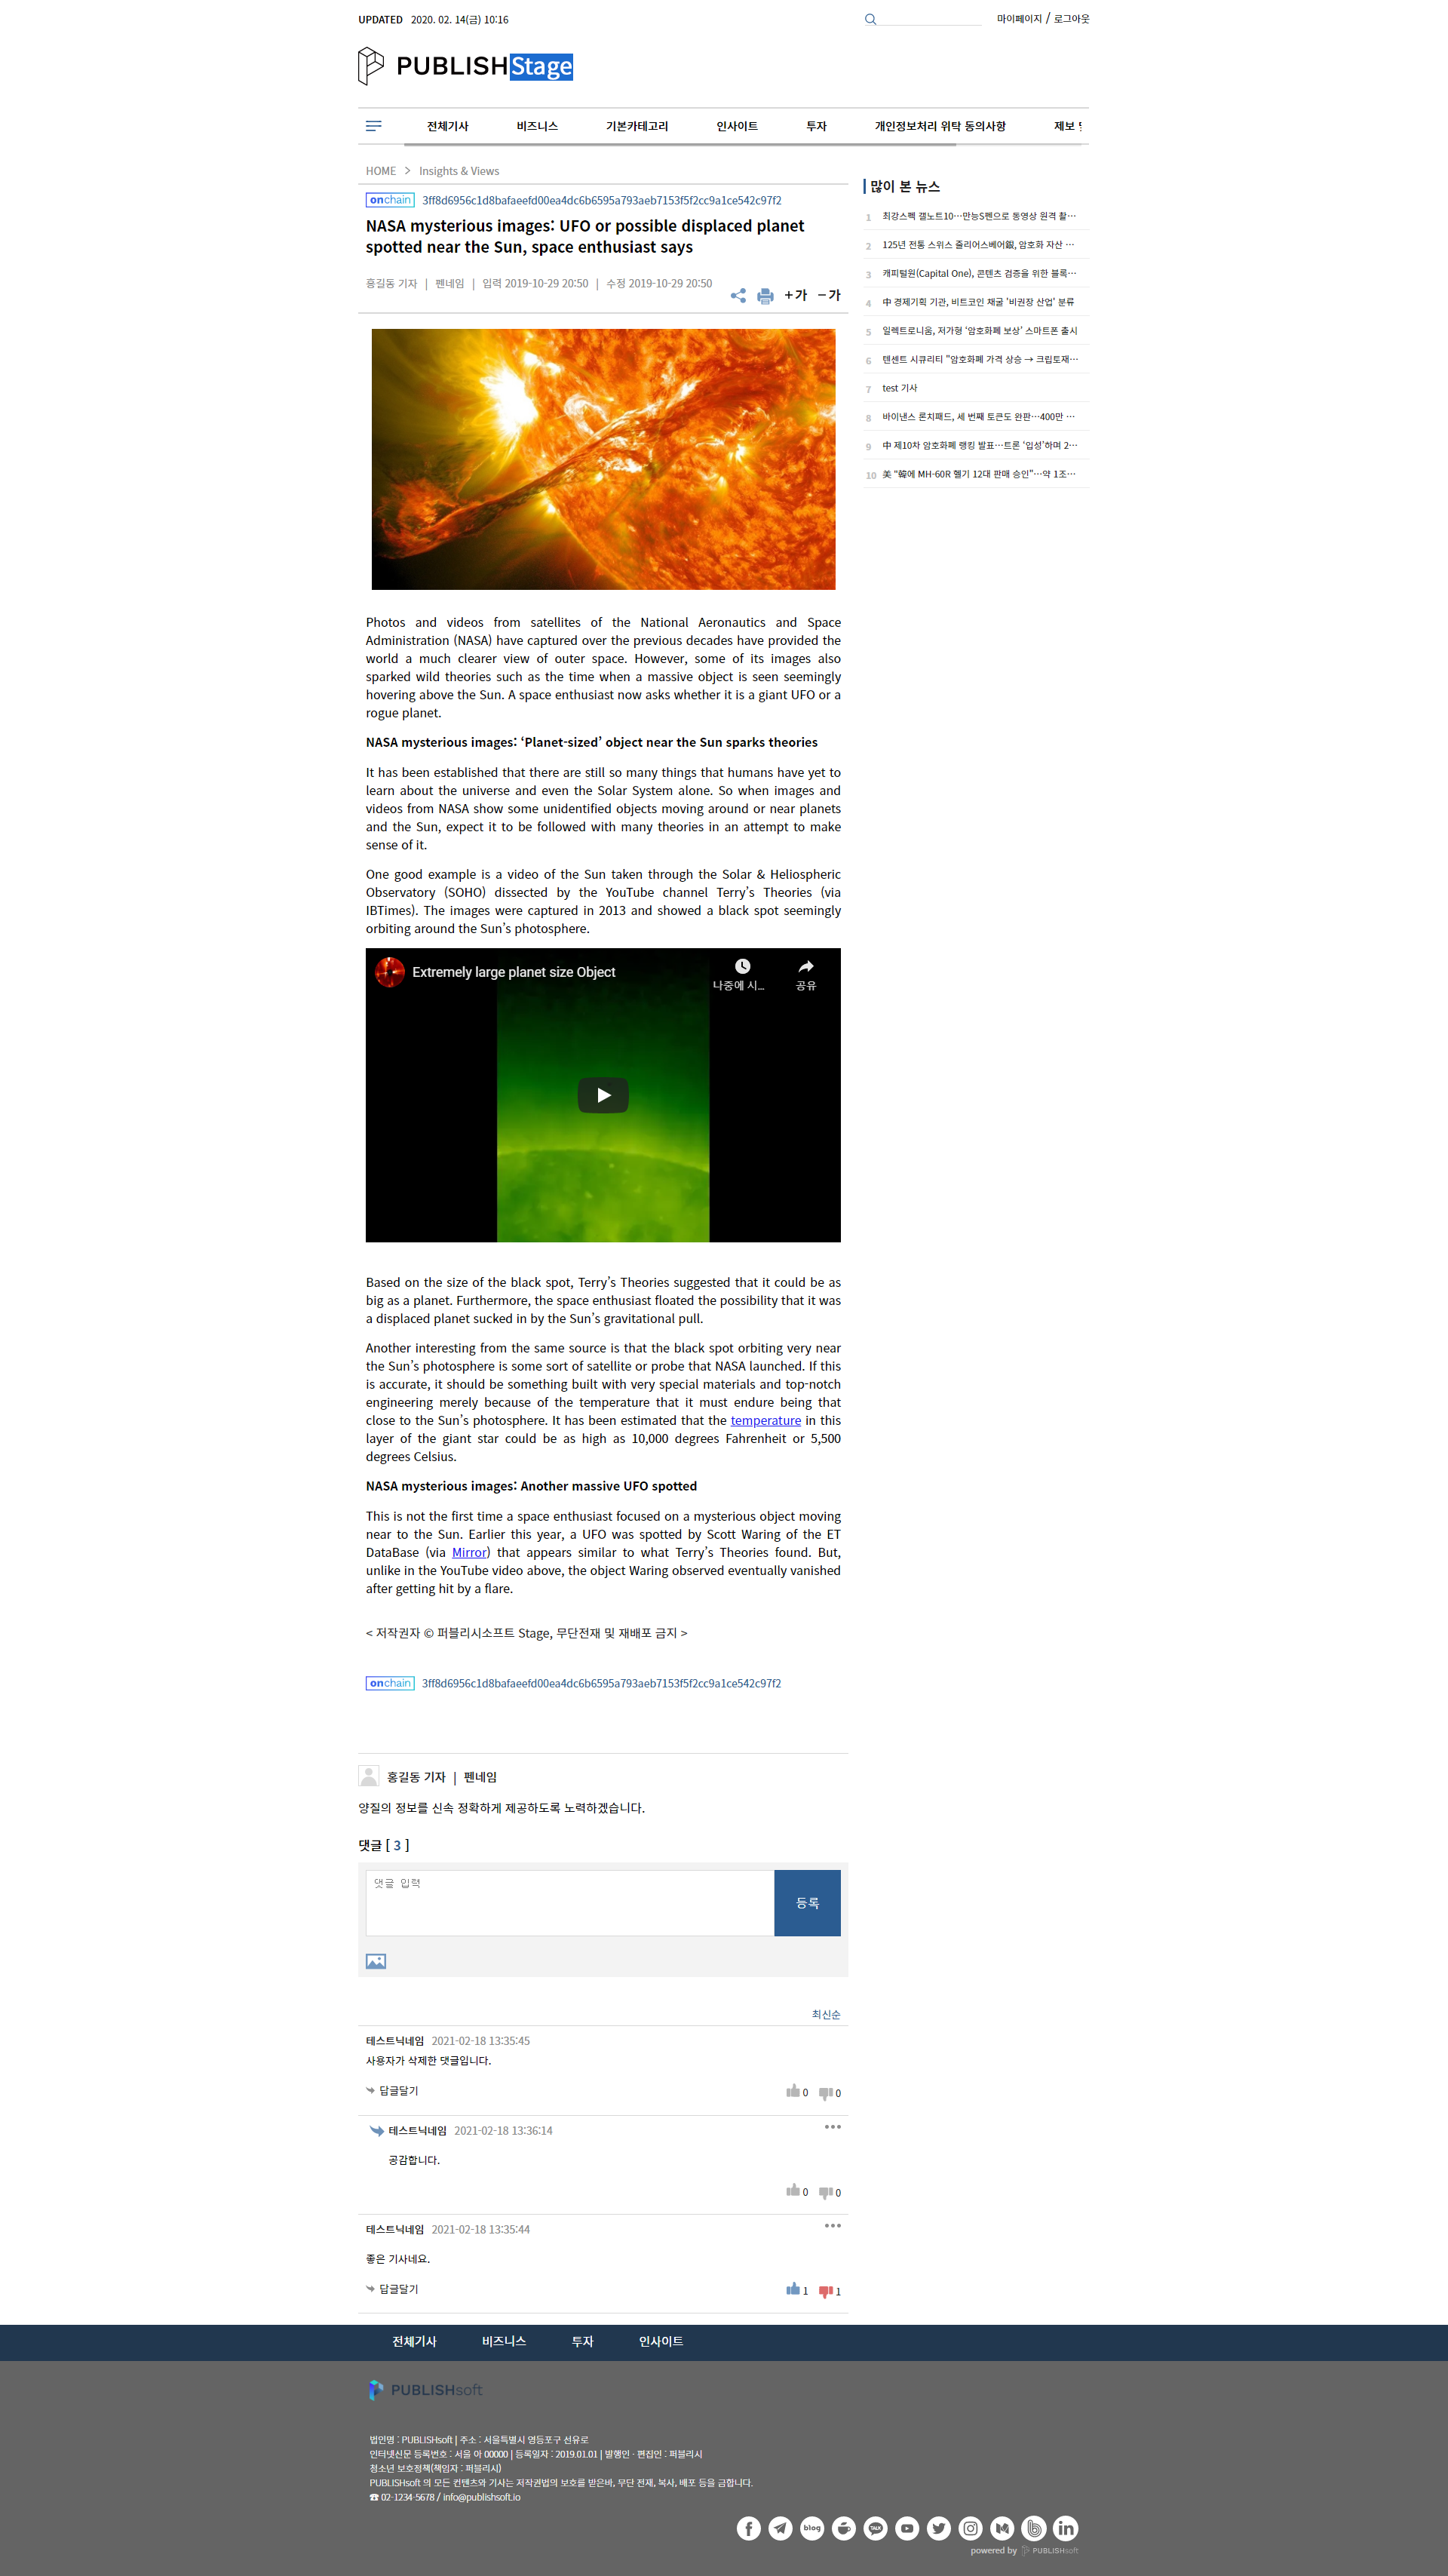 UPDATED 2020. 02. 14(금) 10:16
마이페이지 / 로그아웃
PUBLISHStage
전체기사 비즈니스 기본카테고리 인사이트 투자 개인정보처리 위탁 동의사항 제보
HOME > Insights & Views
onchain 3ff8d6956c1d8bafaeefd00ea4dc6b6595a793aeb7153f5f2cc9a1ce542c97f2
NASA mysterious images: UFO or possible displaced planet
spotted near the Sun, space enthusiast says
홍길동 기자 | 펜네임 | 입력 2019-10-29 20:50 | 수정 2019-10-29 20:50
+가 −가
많이 본 뉴스
1 최강스펙 갤노트10…만능S펜으로 동영상 원격 촬…
2 125년 전통 스위스 줄리어스베어銀, 암호화 자산 …
3 캐피털원(Capital One), 콘텐츠 검증을 위한 블록…
4 中 경제기획 기관, 비트코인 채굴 '비권장 산업' 분류
5 일렉트로니움, 저가형 '암호화폐 보상' 스마트폰 출시
6 텐센트 시큐리티 "암호화폐 가격 상승 → 크립토재…
7 test 기사
8 바이낸스 론치패드, 세 번째 토큰도 완판…400만 …
9 中 제10차 암호화폐 랭킹 발표…트론 '입성'하며 2…
10 美 "韓에 MH-60R 헬기 12대 판매 승인"…약 1조…
Photos and videos from satellites of the National Aeronautics and Space
Administration (NASA) have captured over the previous decades have provided the
world a much clearer view of outer space. However, some of its images also
sparked wild theories such as the time when a massive object is seen seemingly
hovering above the Sun. A space enthusiast now asks whether it is a giant UFO or a
rogue planet.
NASA mysterious images: ‘Planet-sized’ object near the Sun sparks theories
It has been established that there are still so many things that humans have yet to
learn about the universe and even the Solar System alone. So when images and
videos from NASA show some unidentified objects moving around or near planets
and the Sun, expect it to be followed with many theories in an attempt to make
sense of it.
One good example is a video of the Sun taken through the Solar & Heliospheric
Observatory (SOHO) dissected by the YouTube channel Terry’s Theories (via
IBTimes). The images were captured in 2013 and showed a black spot seemingly
orbiting around the Sun’s photosphere.
Extremely large planet size Object
나중에 시... 공유
Based on the size of the black spot, Terry’s Theories suggested that it could be as
big as a planet. Furthermore, the space enthusiast floated the possibility that it was
a displaced planet sucked in by the Sun’s gravitational pull.
Another interesting from the same source is that the black spot orbiting very near
the Sun’s photosphere is some sort of satellite or probe that NASA launched. If this
is accurate, it should be something built with very special materials and top-notch
engineering merely because of the temperature that it must endure being that
close to the Sun’s photosphere. It has been estimated that the temperature in this
layer of the giant star could be as high as 10,000 degrees Fahrenheit or 5,500
degrees Celsius.
NASA mysterious images: Another massive UFO spotted
This is not the first time a space enthusiast focused on a mysterious object moving
near to the Sun. Earlier this year, a UFO was spotted by Scott Waring of the ET
DataBase (via Mirror) that appears similar to what Terry’s Theories found. But,
unlike in the YouTube video above, the object Waring observed eventually vanished
after getting hit by a flare.
< 저작권자 © 퍼블리시소프트 Stage, 무단전재 및 재배포 금지 >
onchain 3ff8d6956c1d8bafaeefd00ea4dc6b6595a793aeb7153f5f2cc9a1ce542c97f2
홍길동 기자 | 펜네임
양질의 정보를 신속 정확하게 제공하도록 노력하겠습니다.
댓글 [ 3 ]
댓글 입력
등록
최신순
테스트닉네임 2021-02-18 13:35:45
사용자가 삭제한 댓글입니다.
답글달기 0 0
테스트닉네임 2021-02-18 13:36:14
공감합니다.
0 0
테스트닉네임 2021-02-18 13:35:44
좋은 기사네요.
답글달기 1 1
전체기사 비즈니스 투자 인사이트
PUBLISHsoft
법인명 : PUBLISHsoft | 주소 : 서울특별시 영등포구 선유로
인터넷신문 등록번호 : 서울 아 00000 | 등록일자 : 2019.01.01 | 발행인 · 편집인 : 퍼블리시
청소년 보호정책(책임자 : 퍼블리시)
PUBLISHsoft 의 모든 컨텐츠와 기사는 저작권법의 보호를 받은바, 무단 전재, 복사, 배포 등을 금합니다.
☎ 02-1234-5678 / info@publishsoft.io
blog TALK in
powered by PUBLISHsoft